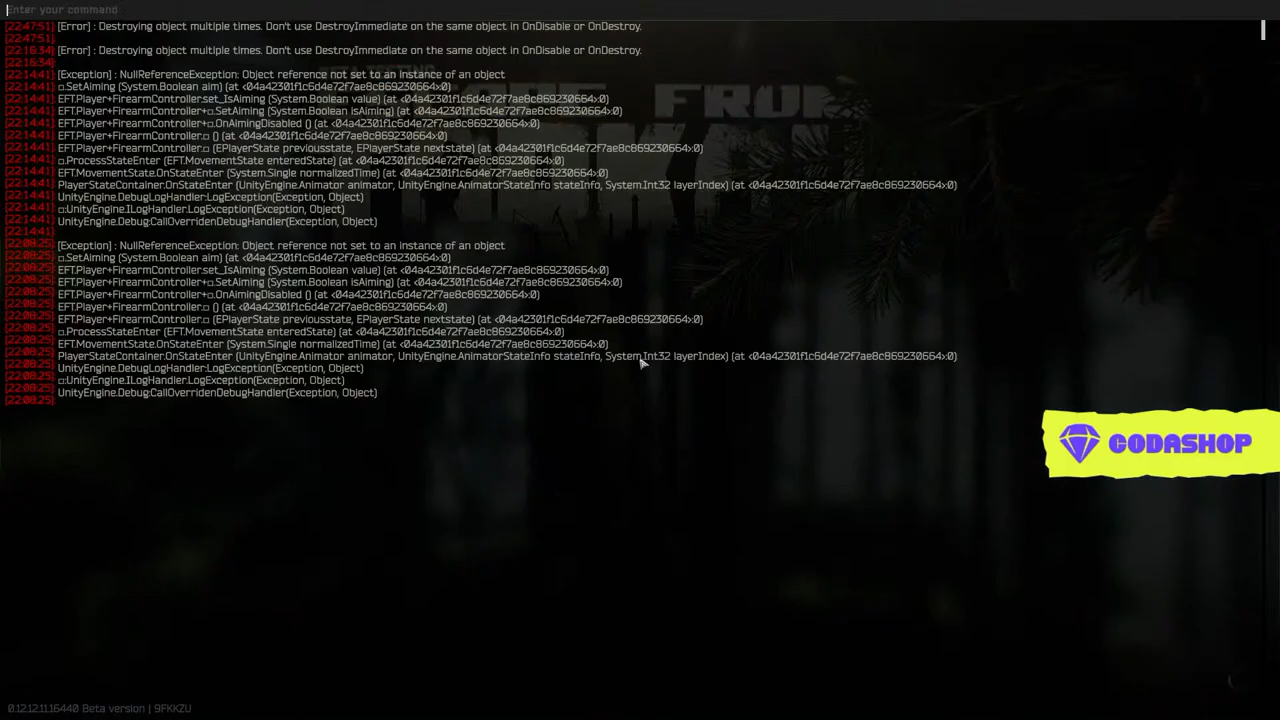 Enter your command
[22:47:51] [Error] : Destroying object multiple times. Don't use DestroyImmediate on the same object in OnDisable or OnDestroy.
[22:47:51]
[22:16:34] [Error] : Destroying object multiple times. Don't use DestroyImmediate on the same object in OnDisable or OnDestroy.
[22:16:34]
[22:14:41] [Exception] : NullReferenceException: Object reference not set to an instance of an object
[22:14:41] □.SetAiming (System.Boolean aim) (at <04a42301f1c6d4e72f7ae8c869230664>:0)
[22:14:41] EFT.Player+FirearmController.set_IsAiming (System.Boolean value) (at <04a42301f1c6d4e72f7ae8c869230664>:0)
[22:14:41] EFT.Player+FirearmController+□.SetAiming (System.Boolean isAiming) (at <04a42301f1c6d4e72f7ae8c869230664>:0)
[22:14:41] EFT.Player+FirearmController+□.OnAimingDisabled () (at <04a42301f1c6d4e72f7ae8c869230664>:0)
[22:14:41] EFT.Player+FirearmController.□ () (at <04a42301f1c6d4e72f7ae8c869230664>:0)
[22:14:41] EFT.Player+FirearmController.□ (EPlayerState previousstate, EPlayerState nextstate) (at <04a42301f1c6d4e72f7ae8c869230664>:0)
[22:14:41] □.ProcessStateEnter (EFT.MovementState enteredState) (at <04a42301f1c6d4e72f7ae8c869230664>:0)
[22:14:41] EFT.MovementState.OnStateEnter (System.Single normalizedTime) (at <04a42301f1c6d4e72f7ae8c869230664>:0)
[22:14:41] PlayerStateContainer.OnStateEnter (UnityEngine.Animator animator, UnityEngine.AnimatorStateInfo stateInfo, System.Int32 layerIndex) (at <04a42301f1c6d4e72f7ae8c869230664>:0)
[22:14:41] UnityEngine.DebugLogHandler:LogException(Exception, Object)
[22:14:41] □:UnityEngine.ILogHandler.LogException(Exception, Object)
[22:14:41] UnityEngine.Debug:CallOverridenDebugHandler(Exception, Object)
[22:14:41]
[22:08:25] [Exception] : NullReferenceException: Object reference not set to an instance of an object
[22:08:25] □.SetAiming (System.Boolean aim) (at <04a42301f1c6d4e72f7ae8c869230664>:0)
[22:08:25] EFT.Player+FirearmController.set_IsAiming (System.Boolean value) (at <04a42301f1c6d4e72f7ae8c869230664>:0)
[22:08:25] EFT.Player+FirearmController+□.SetAiming (System.Boolean isAiming) (at <04a42301f1c6d4e72f7ae8c869230664>:0)
[22:08:25] EFT.Player+FirearmController+□.OnAimingDisabled () (at <04a42301f1c6d4e72f7ae8c869230664>:0)
[22:08:25] EFT.Player+FirearmController.□ () (at <04a42301f1c6d4e72f7ae8c869230664>:0)
[22:08:25] EFT.Player+FirearmController.□ (EPlayerState previousstate, EPlayerState nextstate) (at <04a42301f1c6d4e72f7ae8c869230664>:0)
[22:08:25] □.ProcessStateEnter (EFT.MovementState enteredState) (at <04a42301f1c6d4e72f7ae8c869230664>:0)
[22:08:25] EFT.MovementState.OnStateEnter (System.Single normalizedTime) (at <04a42301f1c6d4e72f7ae8c869230664>:0)
[22:08:25] PlayerStateContainer.OnStateEnter (UnityEngine.Animator animator, UnityEngine.AnimatorStateInfo stateInfo, System.Int32 layerIndex) (at <04a42301f1c6d4e72f7ae8c869230664>:0)
[22:08:25] UnityEngine.DebugLogHandler:LogException(Exception, Object)
[22:08:25] □:UnityEngine.ILogHandler.LogException(Exception, Object)
[22:08:25] UnityEngine.Debug:CallOverridenDebugHandler(Exception, Object)
[22:08:25]
CODASHOP
0.12.12.11.16440 Beta version | 9FKKZU